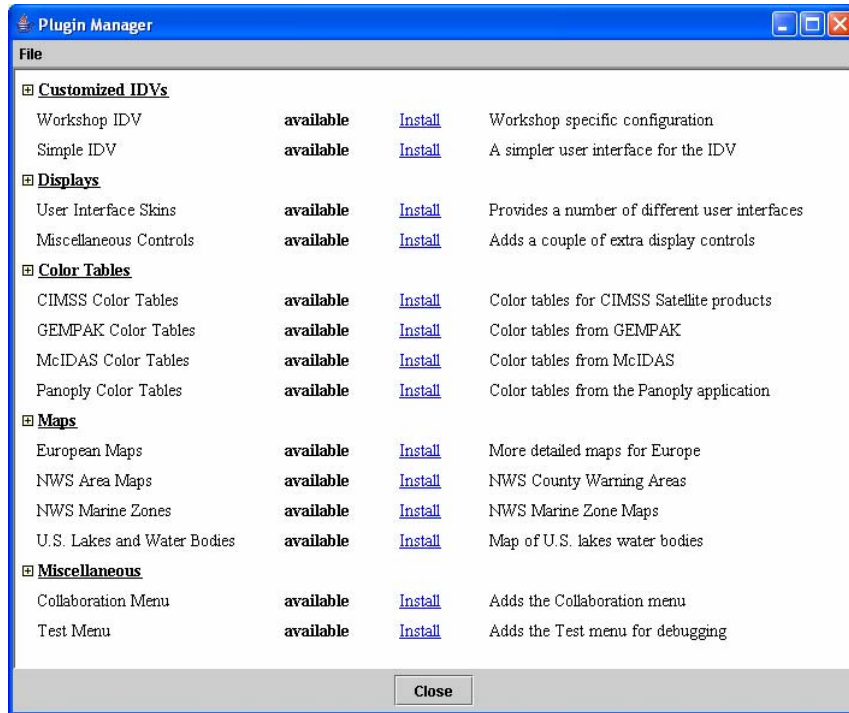 Plugin Manager
File
Customized IDVs
Workshop IDV available Install Workshop specific configuration
Simple IDV available Install A simpler user interface for the IDV
Displays
User Interface Skins available Install Provides a number of different user interfaces
Miscellaneous Controls available Install Adds a couple of extra display controls
Color Tables
CIMSS Color Tables available Install Color tables for CIMSS Satellite products
GEMPAK Color Tables available Install Color tables from GEMPAK
McIDAS Color Tables available Install Color tables from McIDAS
Panoply Color Tables available Install Color tables from the Panoply application
Maps
European Maps available Install More detailed maps for Europe
NWS Area Maps available Install NWS County Warning Areas
NWS Marine Zones available Install NWS Marine Zone Maps
U.S. Lakes and Water Bodies available Install Map of U.S. lakes water bodies
Miscellaneous
Collaboration Menu available Install Adds the Collaboration menu
Test Menu available Install Adds the Test menu for debugging
Close